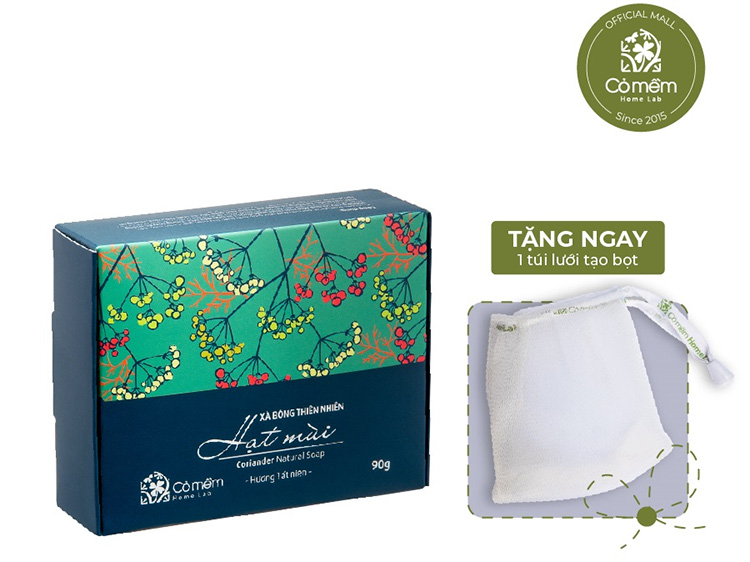 OFFICIAL MALL
Cỏ mềm
Home Lab
Since 2015
TẶNG NGAY
1 túi lưới tạo bọt
Cỏ mềm Home
XÀ BÔNG THIÊN NHIÊN
Hạt mùi
Coriander Natural Soap
- Hương Tất niên -
90g
Cỏ mềm
Home Lab